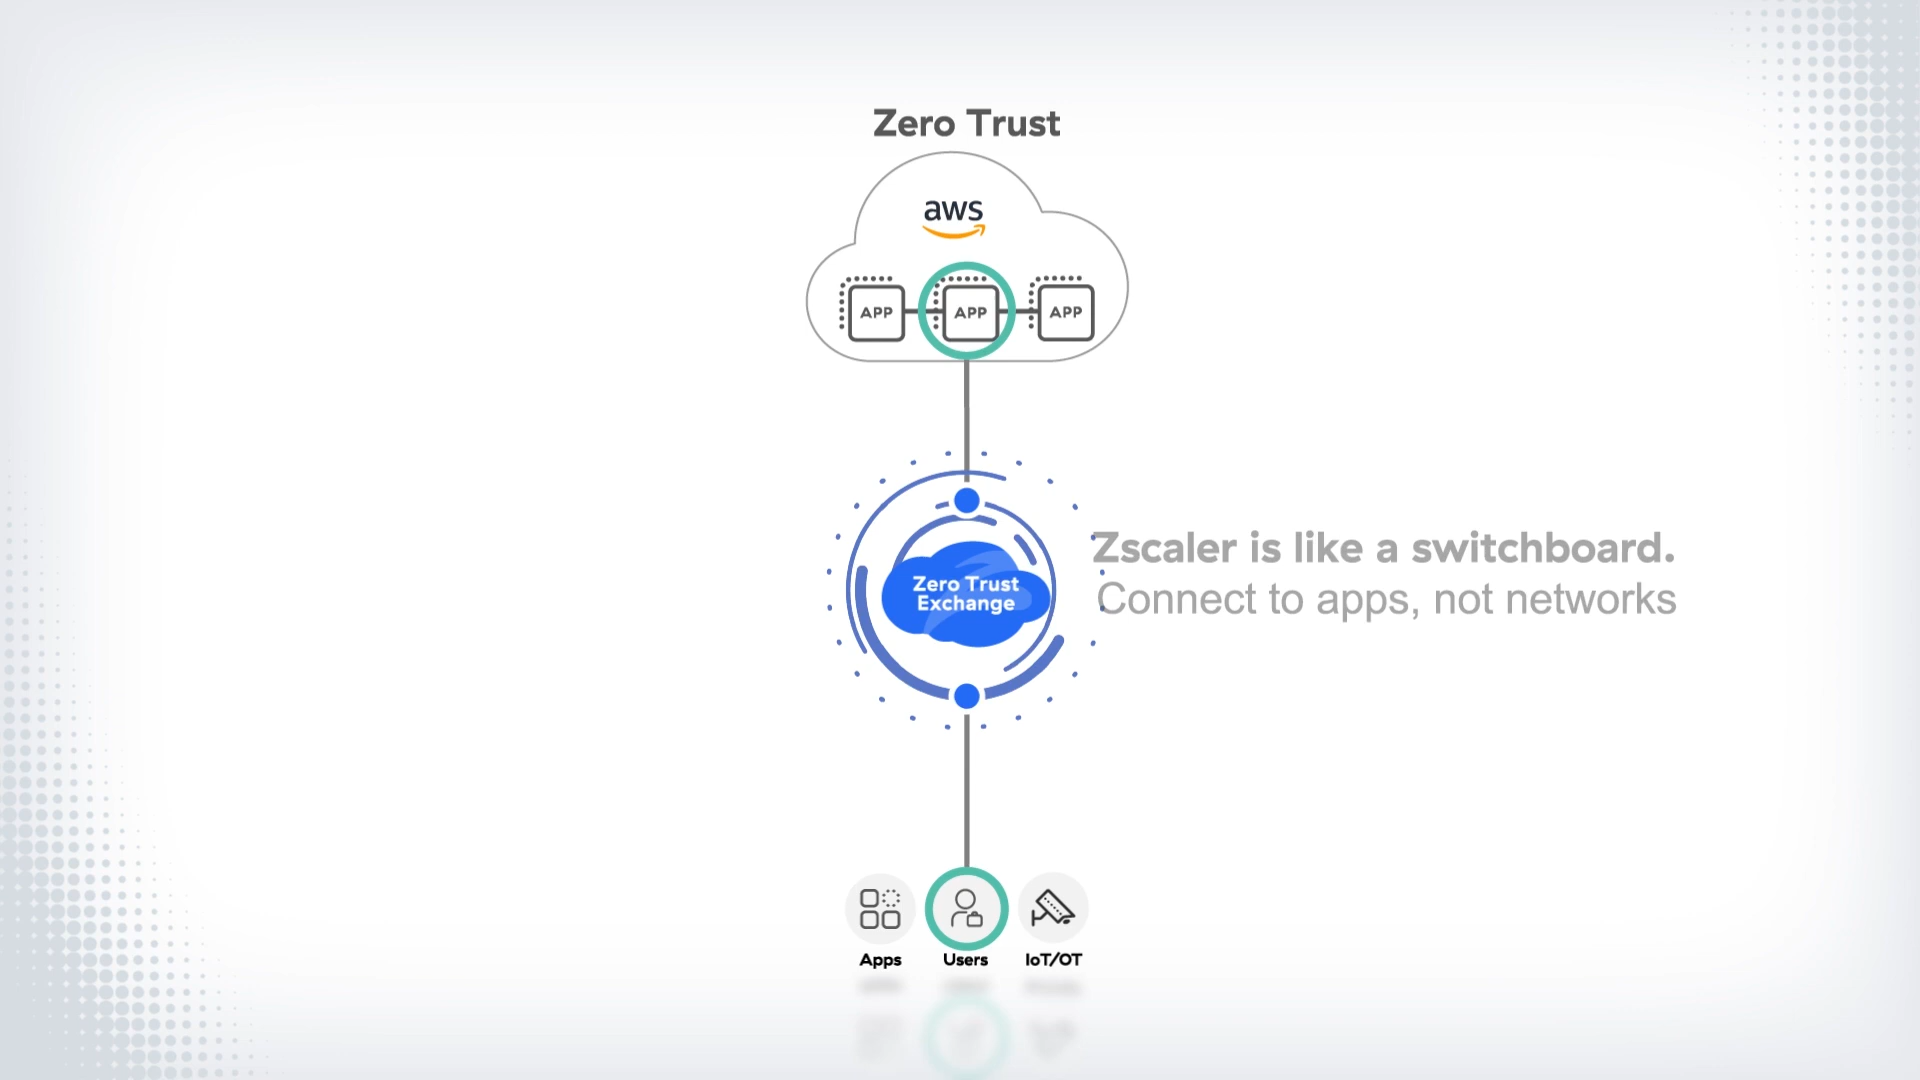 Zero Trust
aws
APP APP APP
Zscaler is like a switchboard.
Connect to apps, not networks
Zero Trust
Exchange
Apps Users IoT/OT